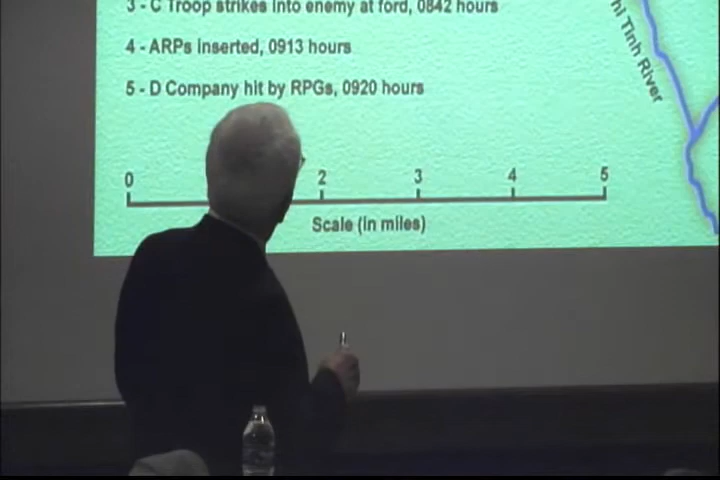 3 - C Troop strikes into enemy at ford, 0842 hours
4 - ARPs inserted, 0913 hours
5 - D Company hit by RPGs, 0920 hours
0 2 3 4 5
Scale (in miles)
hi Tinh River